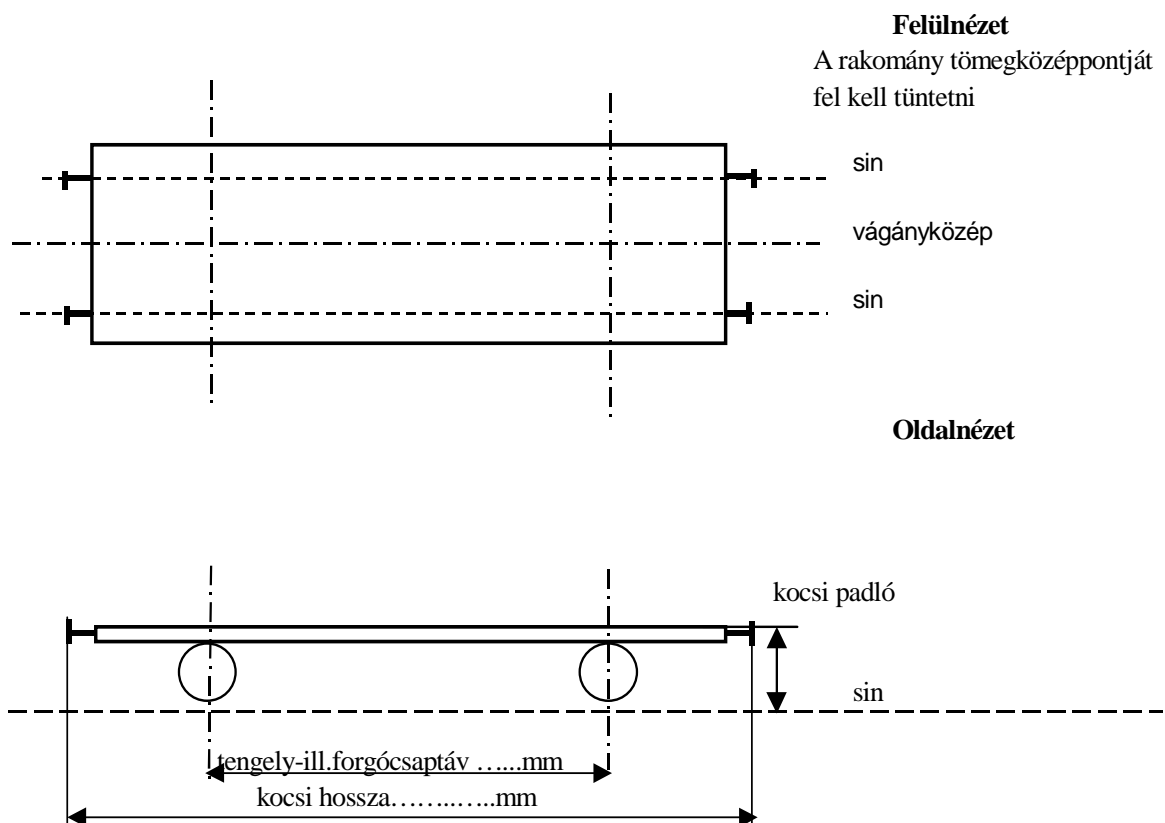 Felülnézet
A rakomány tömegközéppontját
fel kell tüntetni
sin
vágányközép
sin
Oldalnézet
kocsi padló
sin
tengely-ill.forgócsaptáv …...mm
kocsi hossza……..…..mm